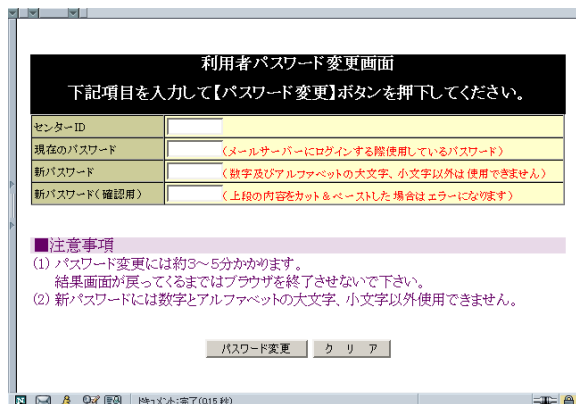 利用者パスワード変更画面
下記項目を入力して【パスワード変更】ボタンを押下してください。
センターID
現在のパスワード (メールサーバーにログインする際使用しているパスワード)
新パスワード (数字及びアルファベットの大文字、小文字以外は使用できません)
新パスワード(確認用) (上段の内容をカット＆ペーストした場合はエラーになります)
■注意事項
(1) パスワード変更には約3～5分かかります。
結果画面が戻ってくるまではブラウザを終了させないで下さい。
(2) 新パスワードには数字とアルファベットの大文字、小文字以外使用できません。
パスワード変更 クリア
ドキュメント:完了(0.15 秒)